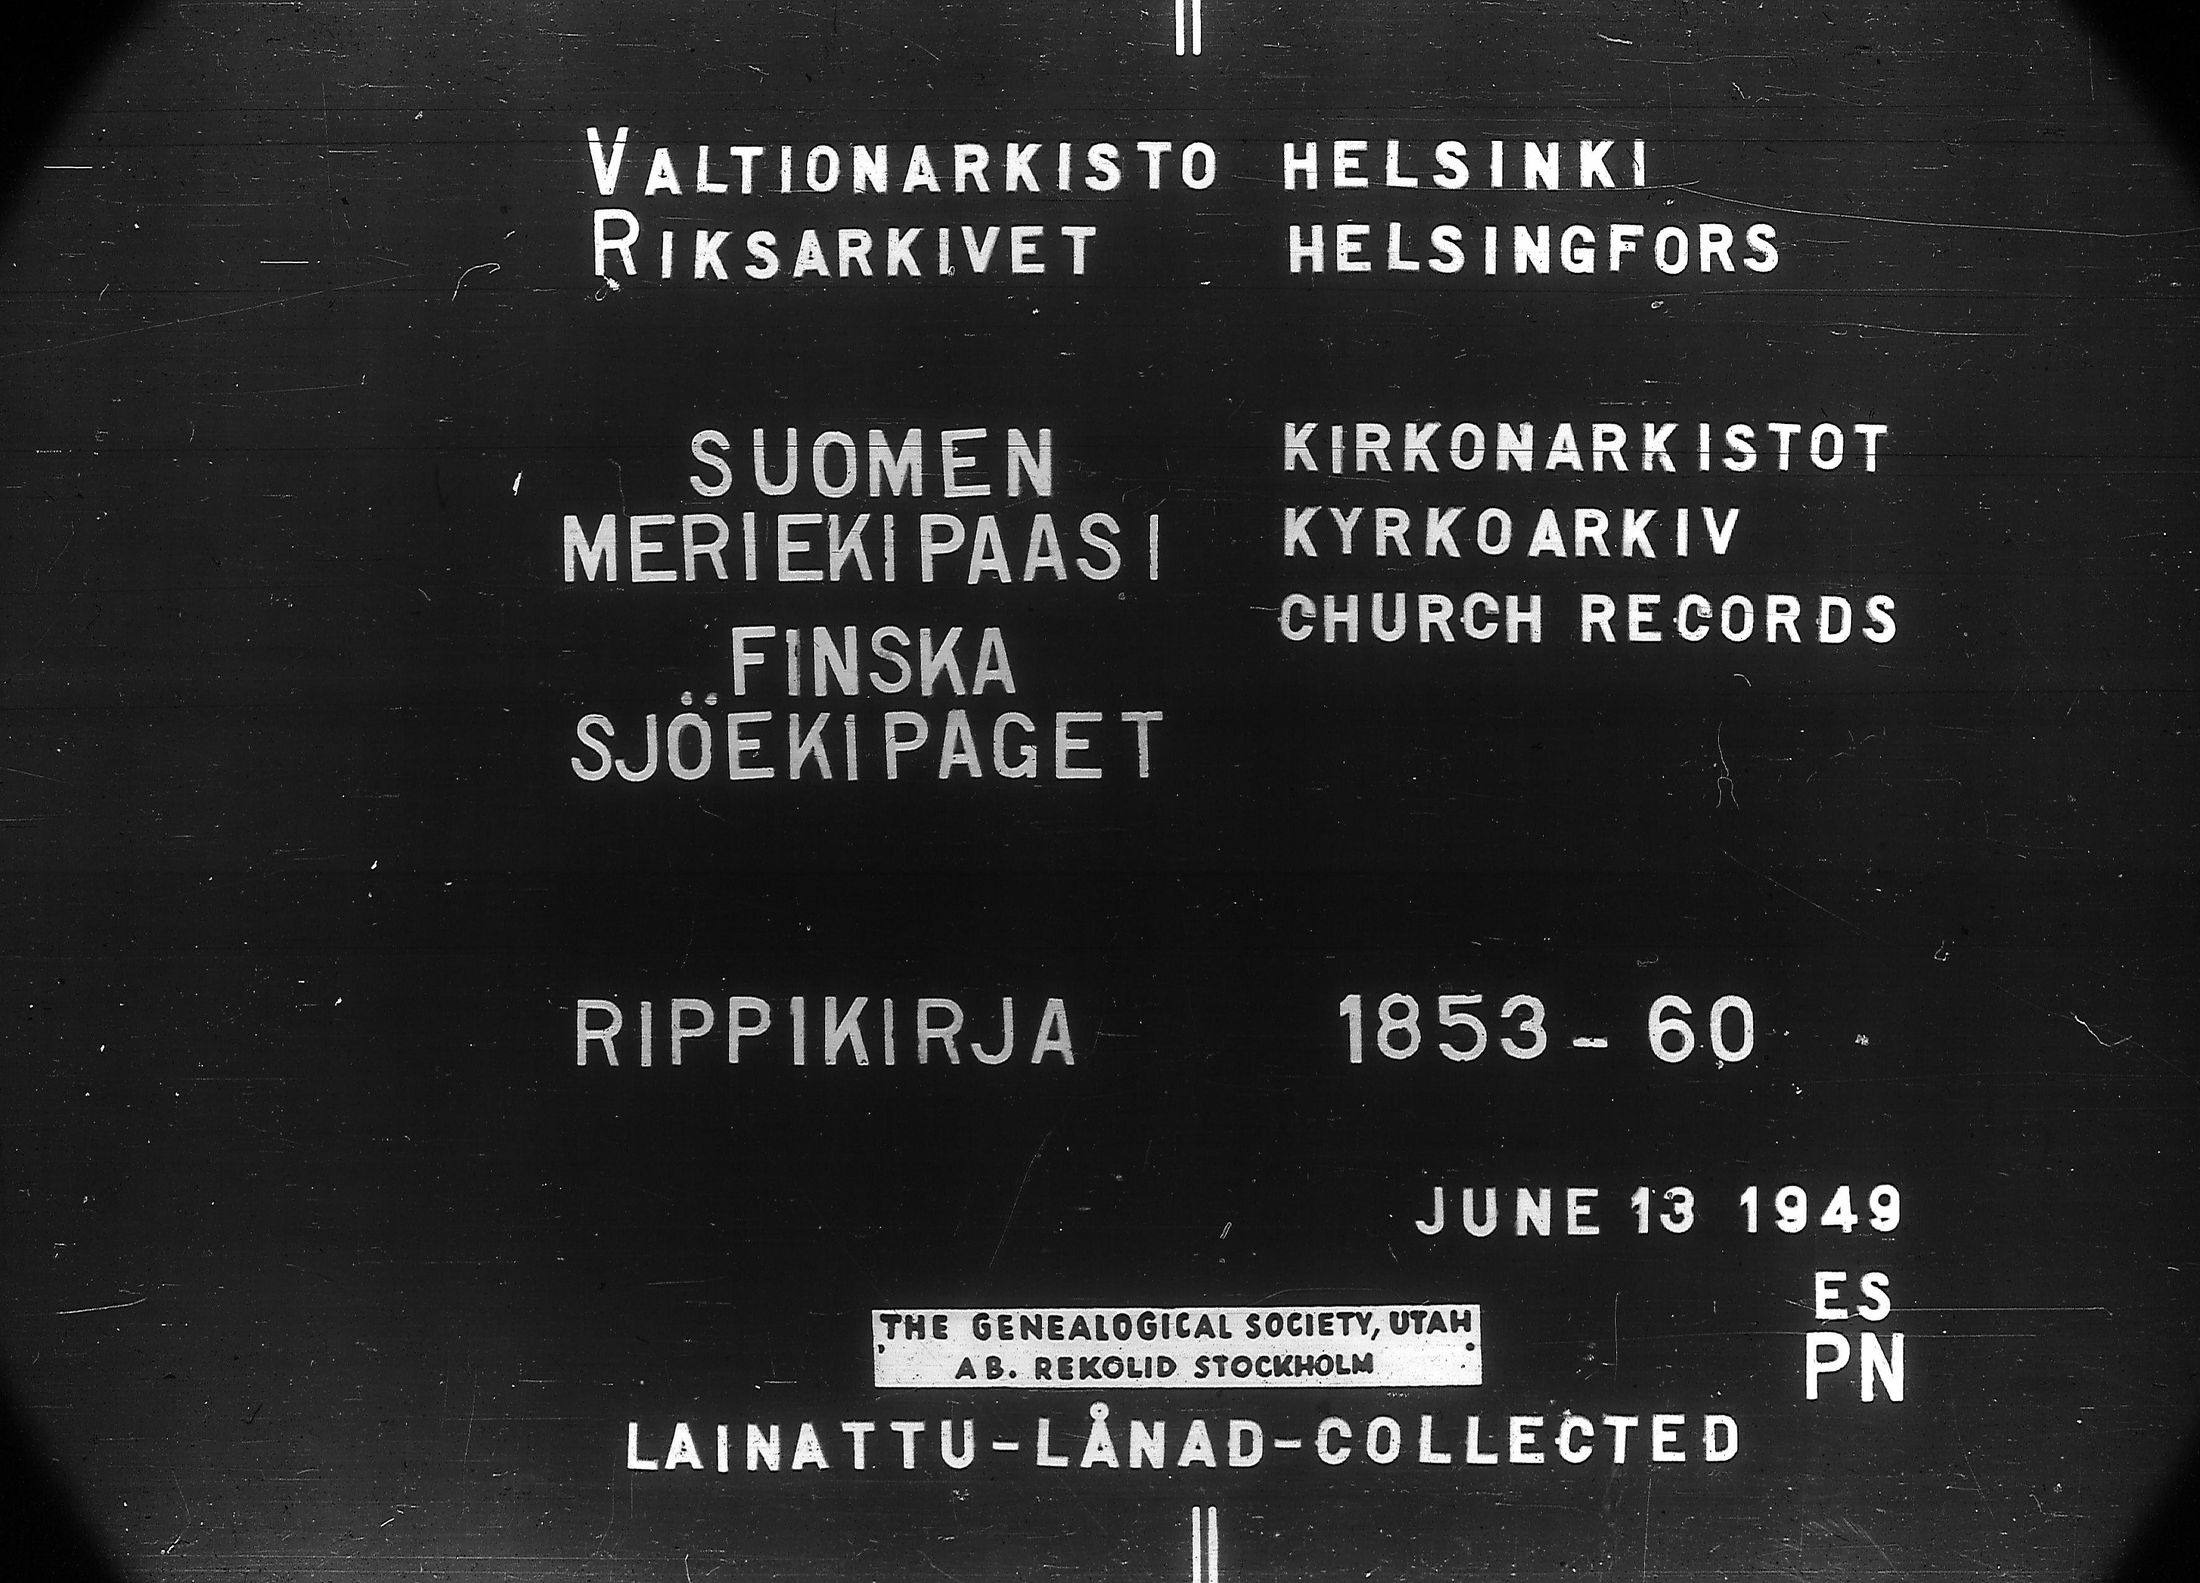 VALTIONARKISTO HELSINKI
RIKSARKIVET HELSINGFORS
SUOMEN
MERIEKIPAASI
FINSKA
SJÖEKIPAGET
KIRKONARKISTOT
KYRKOARKIV
CHURCH RECORDS
RIPPIKIRJA 1853-60
JUNE 13 1949
ES
PN
THE GENEALOGICAL SOCIETY, UTAH
AB. REKOLID STOCKHOLM
LAINATTU-LÅNAD-COLLECTED